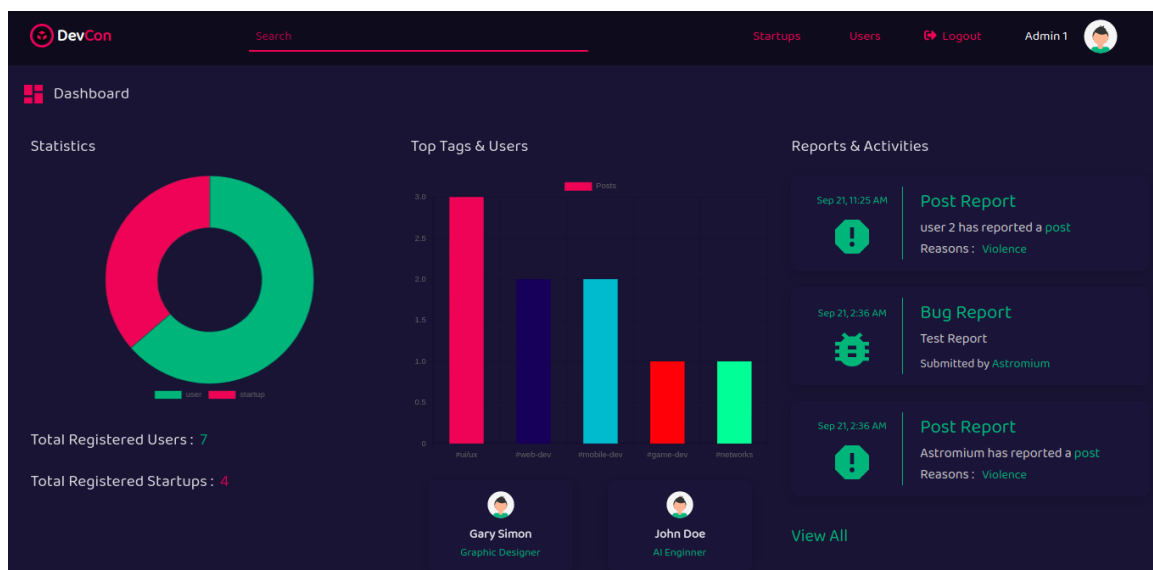 DevCon
Search
Startups
Users
Logout
Admin 1
Dashboard
Statistics
user
startup
Total Registered Users : 7
Total Registered Startups : 4
Top Tags & Users
Posts
3.0
2.5
2.0
1.5
1.0
0.5
0
#ui/ux
#web-dev
#mobile-dev
#game-dev
#networks
Gary Simon
Graphic Designer
John Doe
AI Enginner
Reports & Activities
Sep 21, 11:25 AM
Post Report
user 2 has reported a post
Reasons : Violence
Sep 21, 2:36 AM
Bug Report
Test Report
Submitted by Astromium
Sep 21, 2:36 AM
Post Report
Astromium has reported a post
Reasons : Violence
View All